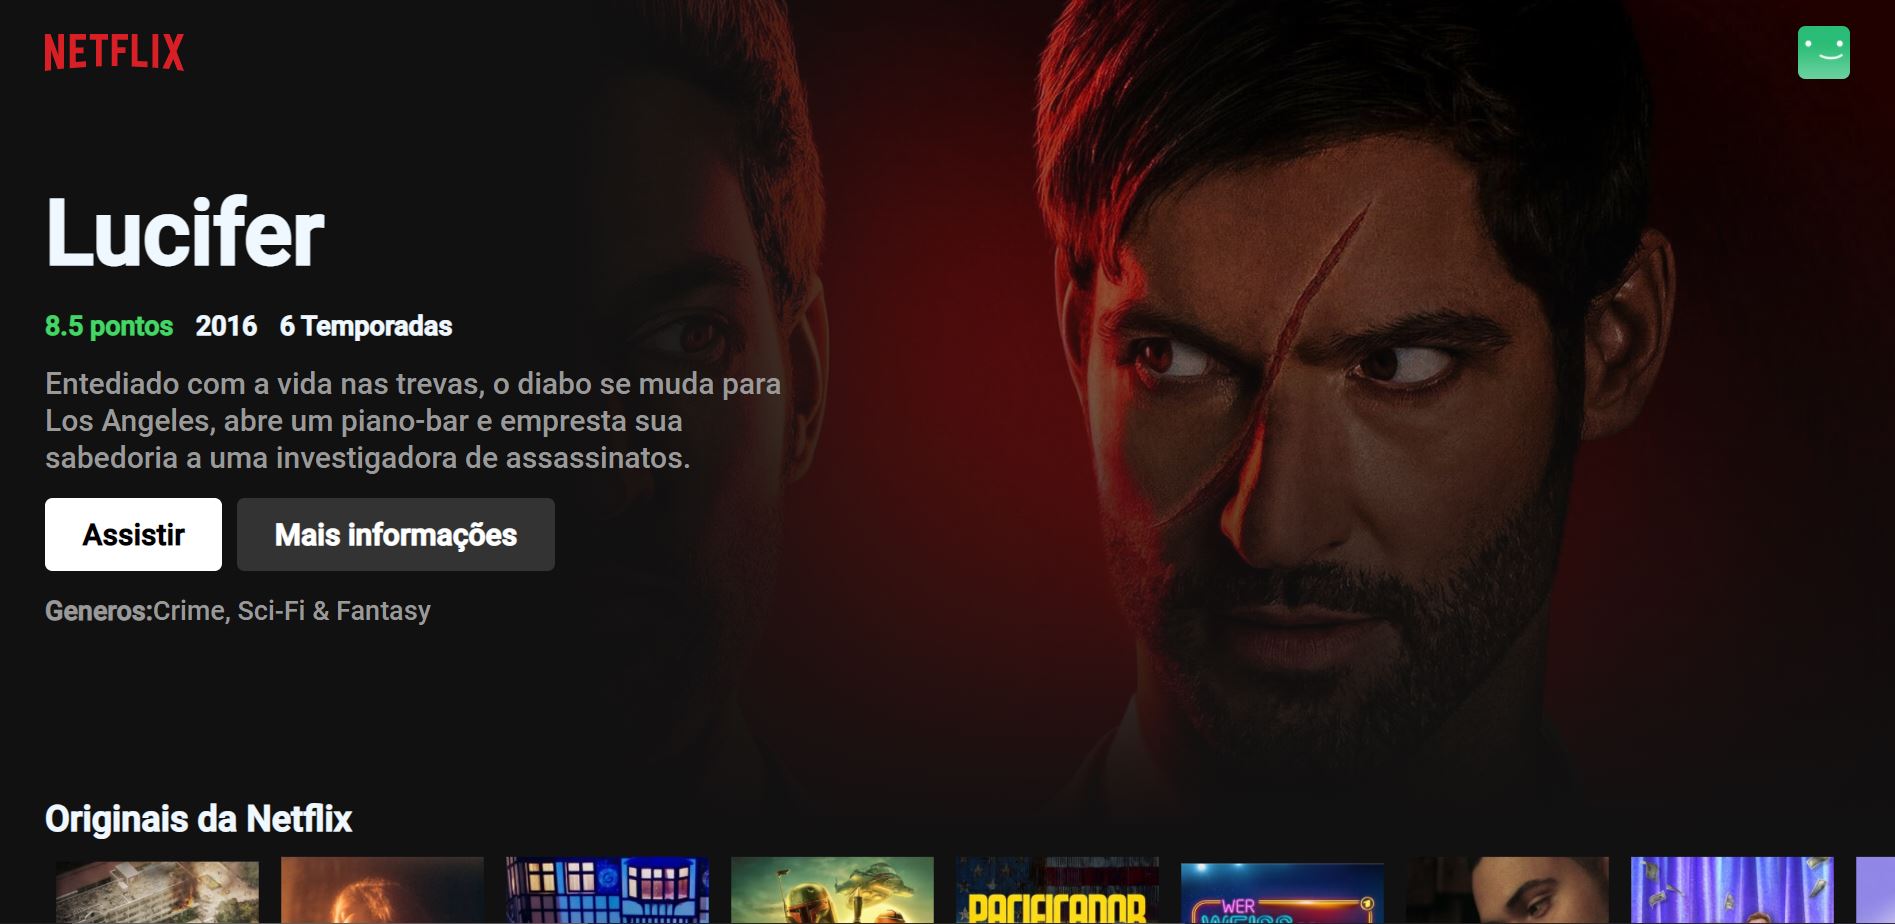 NETFLIX
Lucifer
8.5 pontos 2016 6 Temporadas
Entediado com a vida nas trevas, o diabo se muda para
Los Angeles, abre um piano-bar e empresta sua
sabedoria a uma investigadora de assassinatos.
Assistir Mais informações
Generos:Crime, Sci-Fi & Fantasy
Originais da Netflix
PACIFICADOR
WER
WEISS